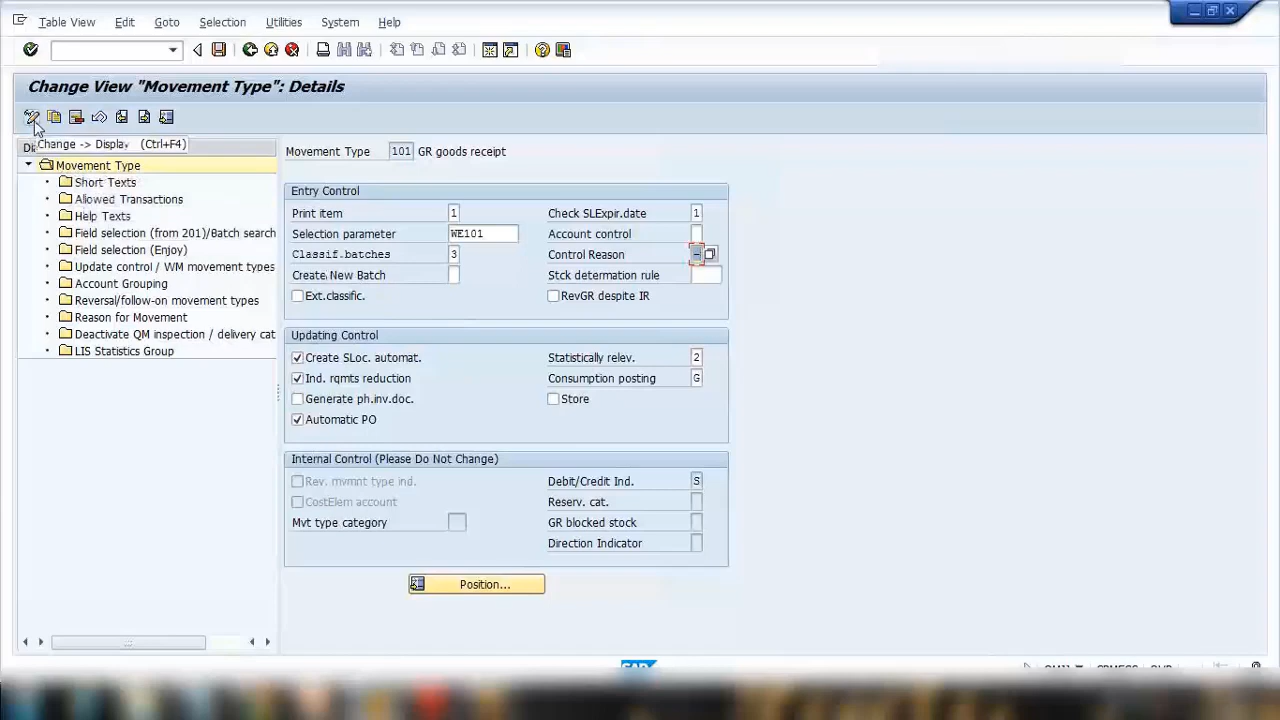 Table View Edit Goto Selection Utilities System Help
Change View "Movement Type": Details
Change -> Display (Ctrl+F4)
Movement Type
Short Texts
Allowed Transactions
Help Texts
Field selection (from 201)/Batch search
Field selection (Enjoy)
Update control / WM movement types
Account Grouping
Reversal/follow-on movement types
Reason for Movement
Deactivate QM inspection / delivery cat
LIS Statistics Group
Movement Type 101 GR goods receipt
Entry Control
Print item 1 Check SLExpir.date 1
Selection parameter WE101 Account control
Classif.batches 3 Control Reason -
Create New Batch Stck determation rule
Ext.classific. RevGR despite IR
Updating Control
Create SLoc. automat. Statistically relev. 2
Ind. rqmts reduction Consumption posting G
Generate ph.inv.doc. Store
Automatic PO
Internal Control (Please Do Not Change)
Rev. mvmnt type ind. Debit/Credit Ind. S
CostElem account Reserv. cat.
Mvt type category GR blocked stock
Direction Indicator
Position...
SAP